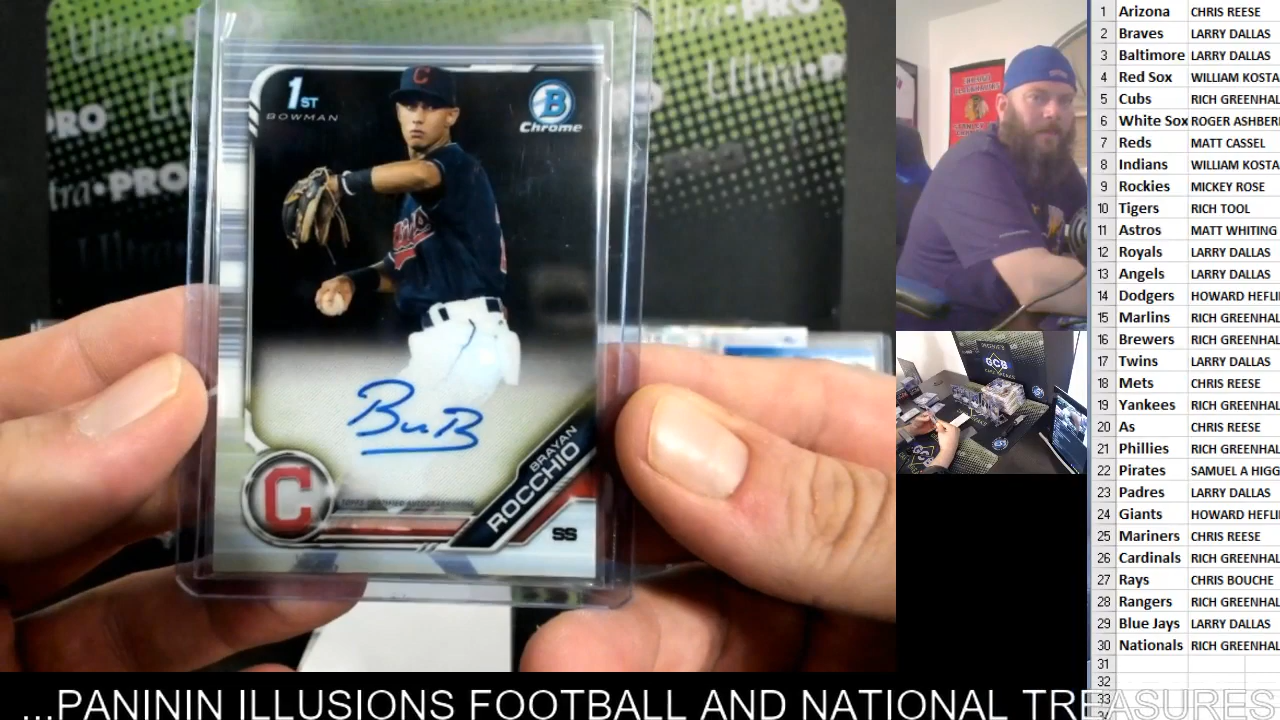 1ST
BOWMAN
B
Chrome
C
BRAYAN
ROCCHIO
SS
C
Ultra•PRO
PRO
tra•PRO
GCB
1 Arizona CHRIS REESE
2 Braves LARRY DALLAS
3 Baltimore LARRY DALLAS
4 Red Sox WILLIAM KOSTA
5 Cubs RICH GREENHAL
6 White Sox ROGER ASHBER
7 Reds MATT CASSEL
8 Indians WILLIAM KOSTA
9 Rockies MICKEY ROSE
10 Tigers RICH TOOL
11 Astros MATT WHITING
12 Royals LARRY DALLAS
13 Angels LARRY DALLAS
14 Dodgers HOWARD HEFLI
15 Marlins RICH GREENHAL
16 Brewers RICH GREENHAL
17 Twins LARRY DALLAS
18 Mets CHRIS REESE
19 Yankees RICH GREENHAL
20 As CHRIS REESE
21 Phillies RICH GREENHAL
22 Pirates SAMUEL A HIGG
23 Padres LARRY DALLAS
24 Giants HOWARD HEFLI
25 Mariners CHRIS REESE
26 Cardinals RICH GREENHAL
27 Rays CHRIS BOUCHE
28 Rangers RICH GREENHAL
29 Blue Jays LARRY DALLAS
30 Nationals RICH GREENHAL
31
32
33
...PANININ ILLUSIONS FOOTBALL AND NATIONAL TREASURES